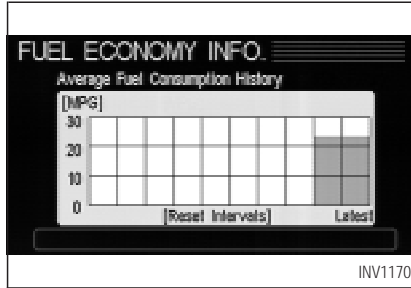 FUEL ECONOMY INFO.
Average Fuel Consumption History
[MPG]
30
20
10
0
[Reset Intervals] Latest
INV1170